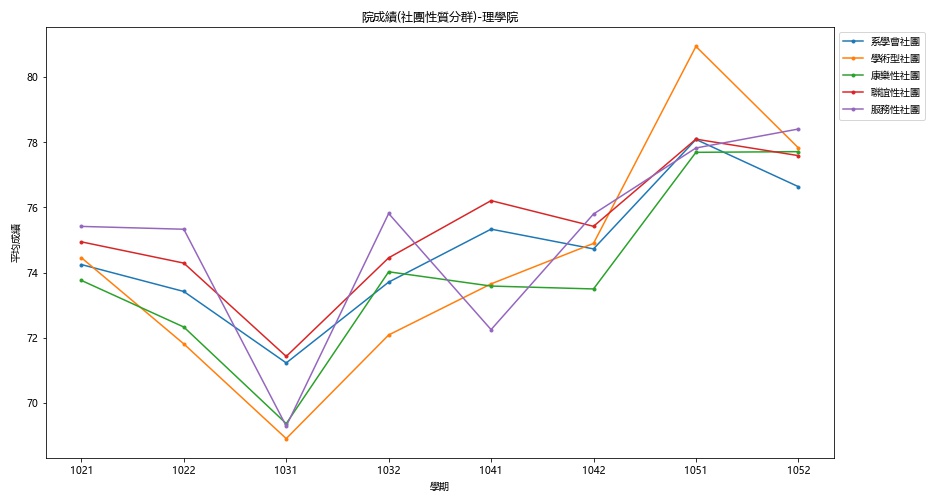 院成績(社團性質分群)-理學院
系學會社團
學術型社團
康樂性社團
聯誼性社團
服務性社團
平均成績
80
78
76
74
72
70
1021 1022 1031 1032 1041 1042 1051 1052
學期